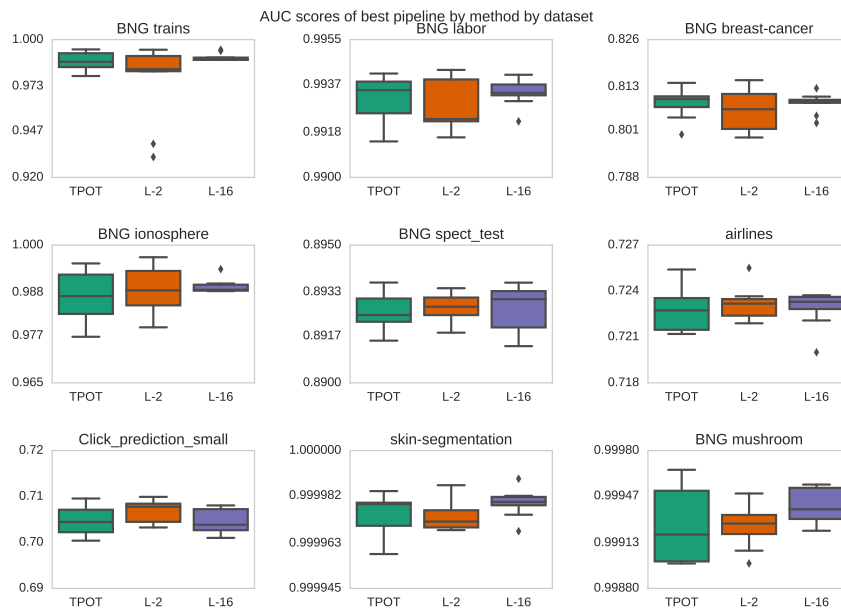 AUC scores of best pipeline by method by dataset
BNG trains
1.000
0.973
0.947
0.920
TPOT L-2 L-16
BNG labor
0.9955
0.9937
0.9918
0.9900
TPOT L-2 L-16
BNG breast-cancer
0.826
0.813
0.801
0.788
TPOT L-2 L-16
BNG ionosphere
1.000
0.988
0.977
0.965
TPOT L-2 L-16
BNG spect_test
0.8950
0.8933
0.8917
0.8900
TPOT L-2 L-16
airlines
0.727
0.724
0.721
0.718
TPOT L-2 L-16
Click_prediction_small
0.72
0.71
0.70
0.69
TPOT L-2 L-16
skin-segmentation
1.000000
0.999982
0.999963
0.999945
TPOT L-2 L-16
BNG mushroom
0.99980
0.99947
0.99913
0.99880
TPOT L-2 L-16